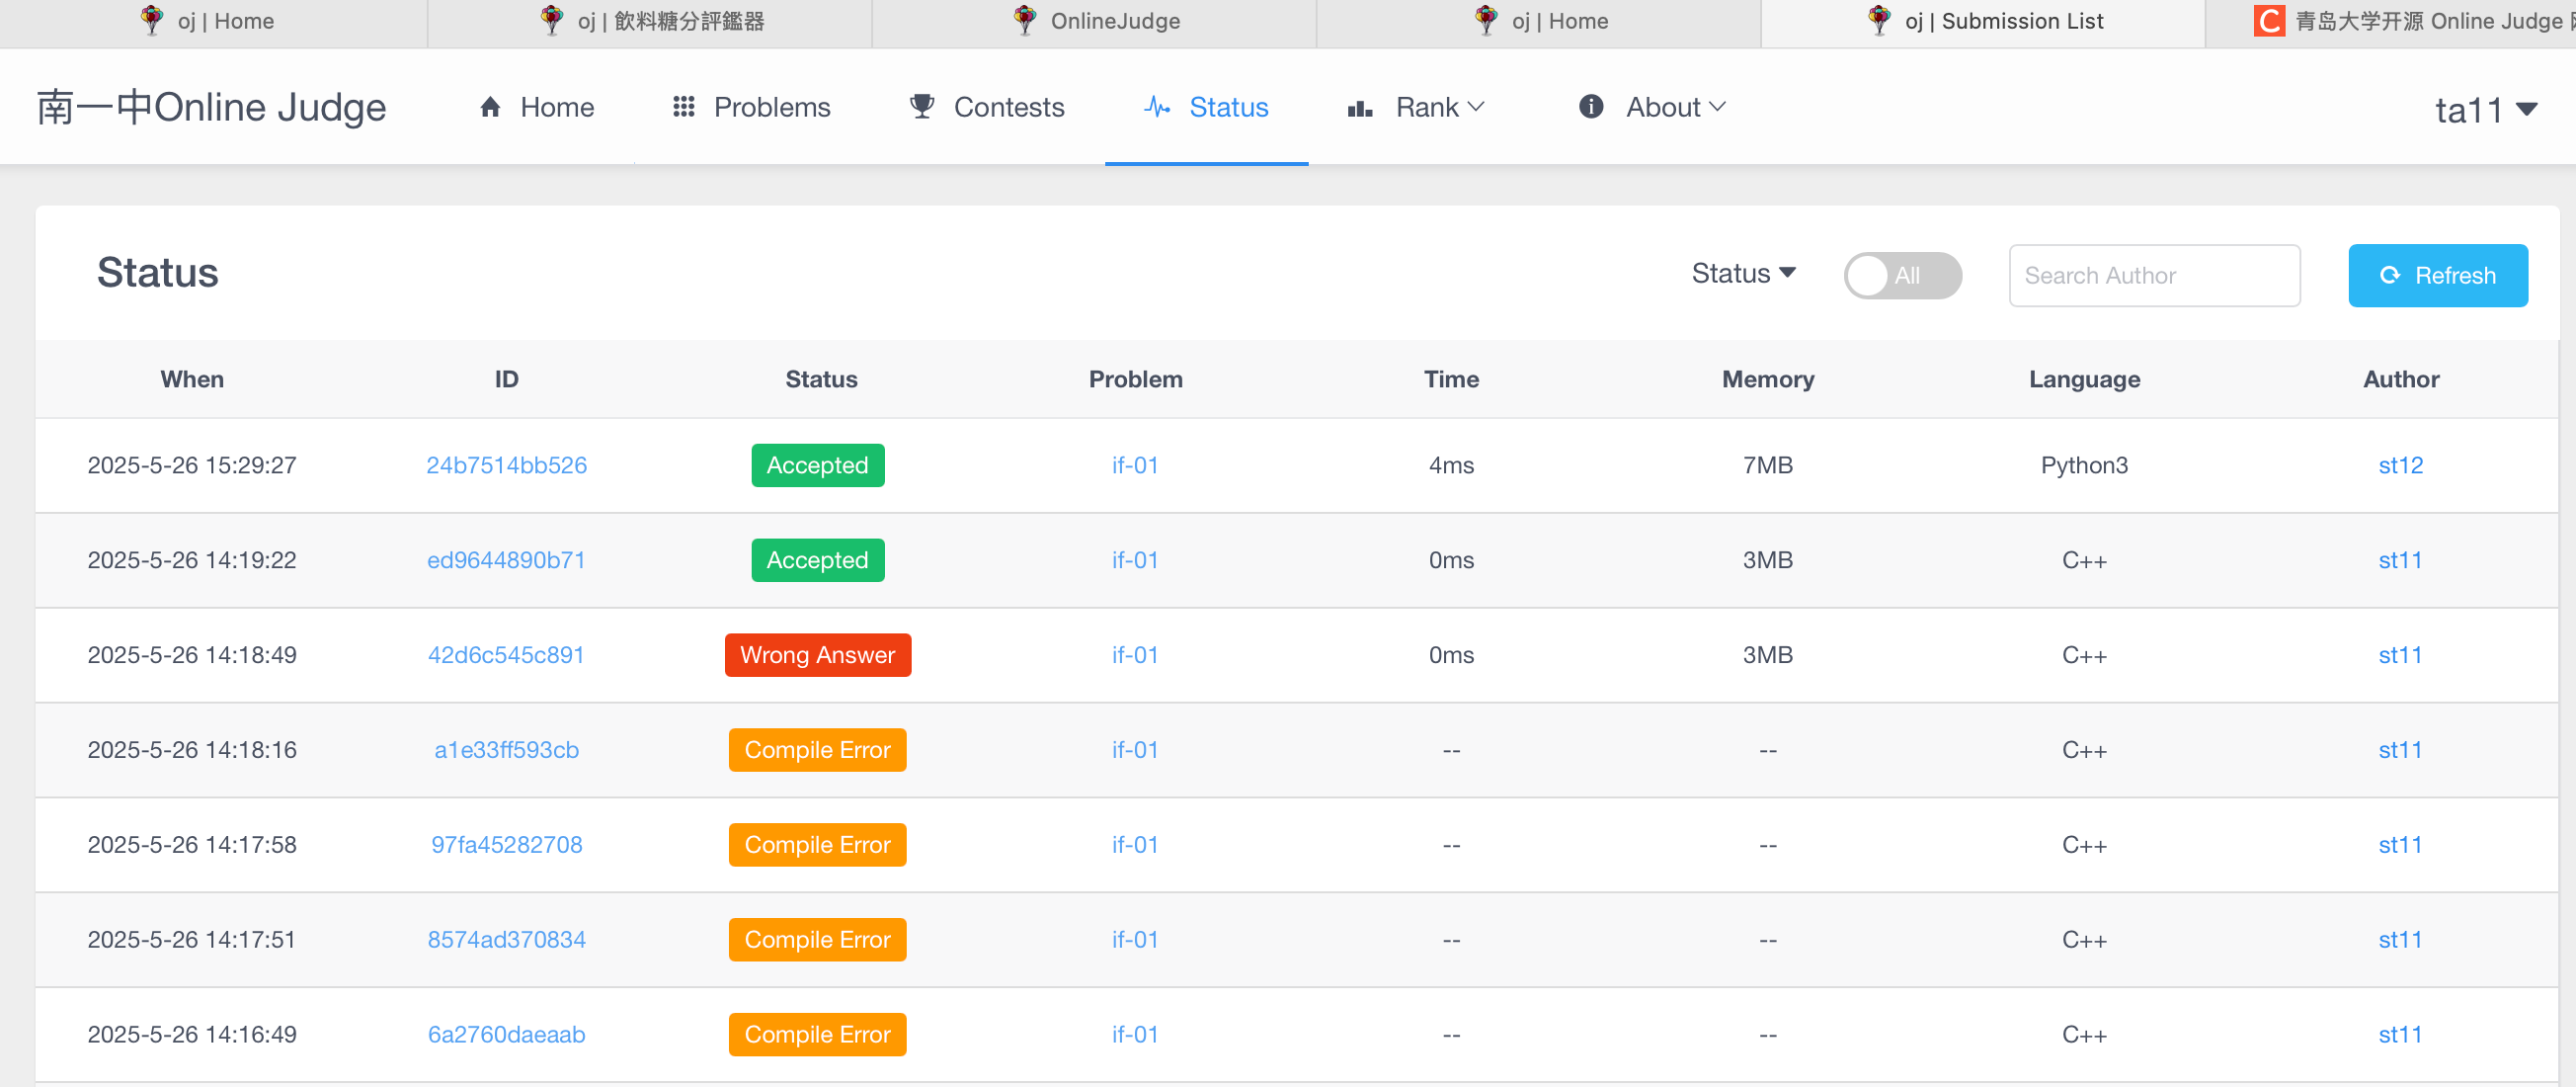 oj | Home oj | 飲料糖分評鑑器 OnlineJudge oj | Home oj | Submission List 青岛大学开源 Online Judge
南一中Online Judge Home Problems Contests Status Rank About ta11
Status Status All Search Author Refresh
When ID Status Problem Time Memory Language Author
2025-5-26 15:29:27 24b7514bb526 Accepted if-01 4ms 7MB Python3 st12
2025-5-26 14:19:22 ed9644890b71 Accepted if-01 0ms 3MB C++ st11
2025-5-26 14:18:49 42d6c545c891 Wrong Answer if-01 0ms 3MB C++ st11
2025-5-26 14:18:16 a1e33ff593cb Compile Error if-01 -- -- C++ st11
2025-5-26 14:17:58 97fa45282708 Compile Error if-01 -- -- C++ st11
2025-5-26 14:17:51 8574ad370834 Compile Error if-01 -- -- C++ st11
2025-5-26 14:16:49 6a2760daeaab Compile Error if-01 -- -- C++ st11